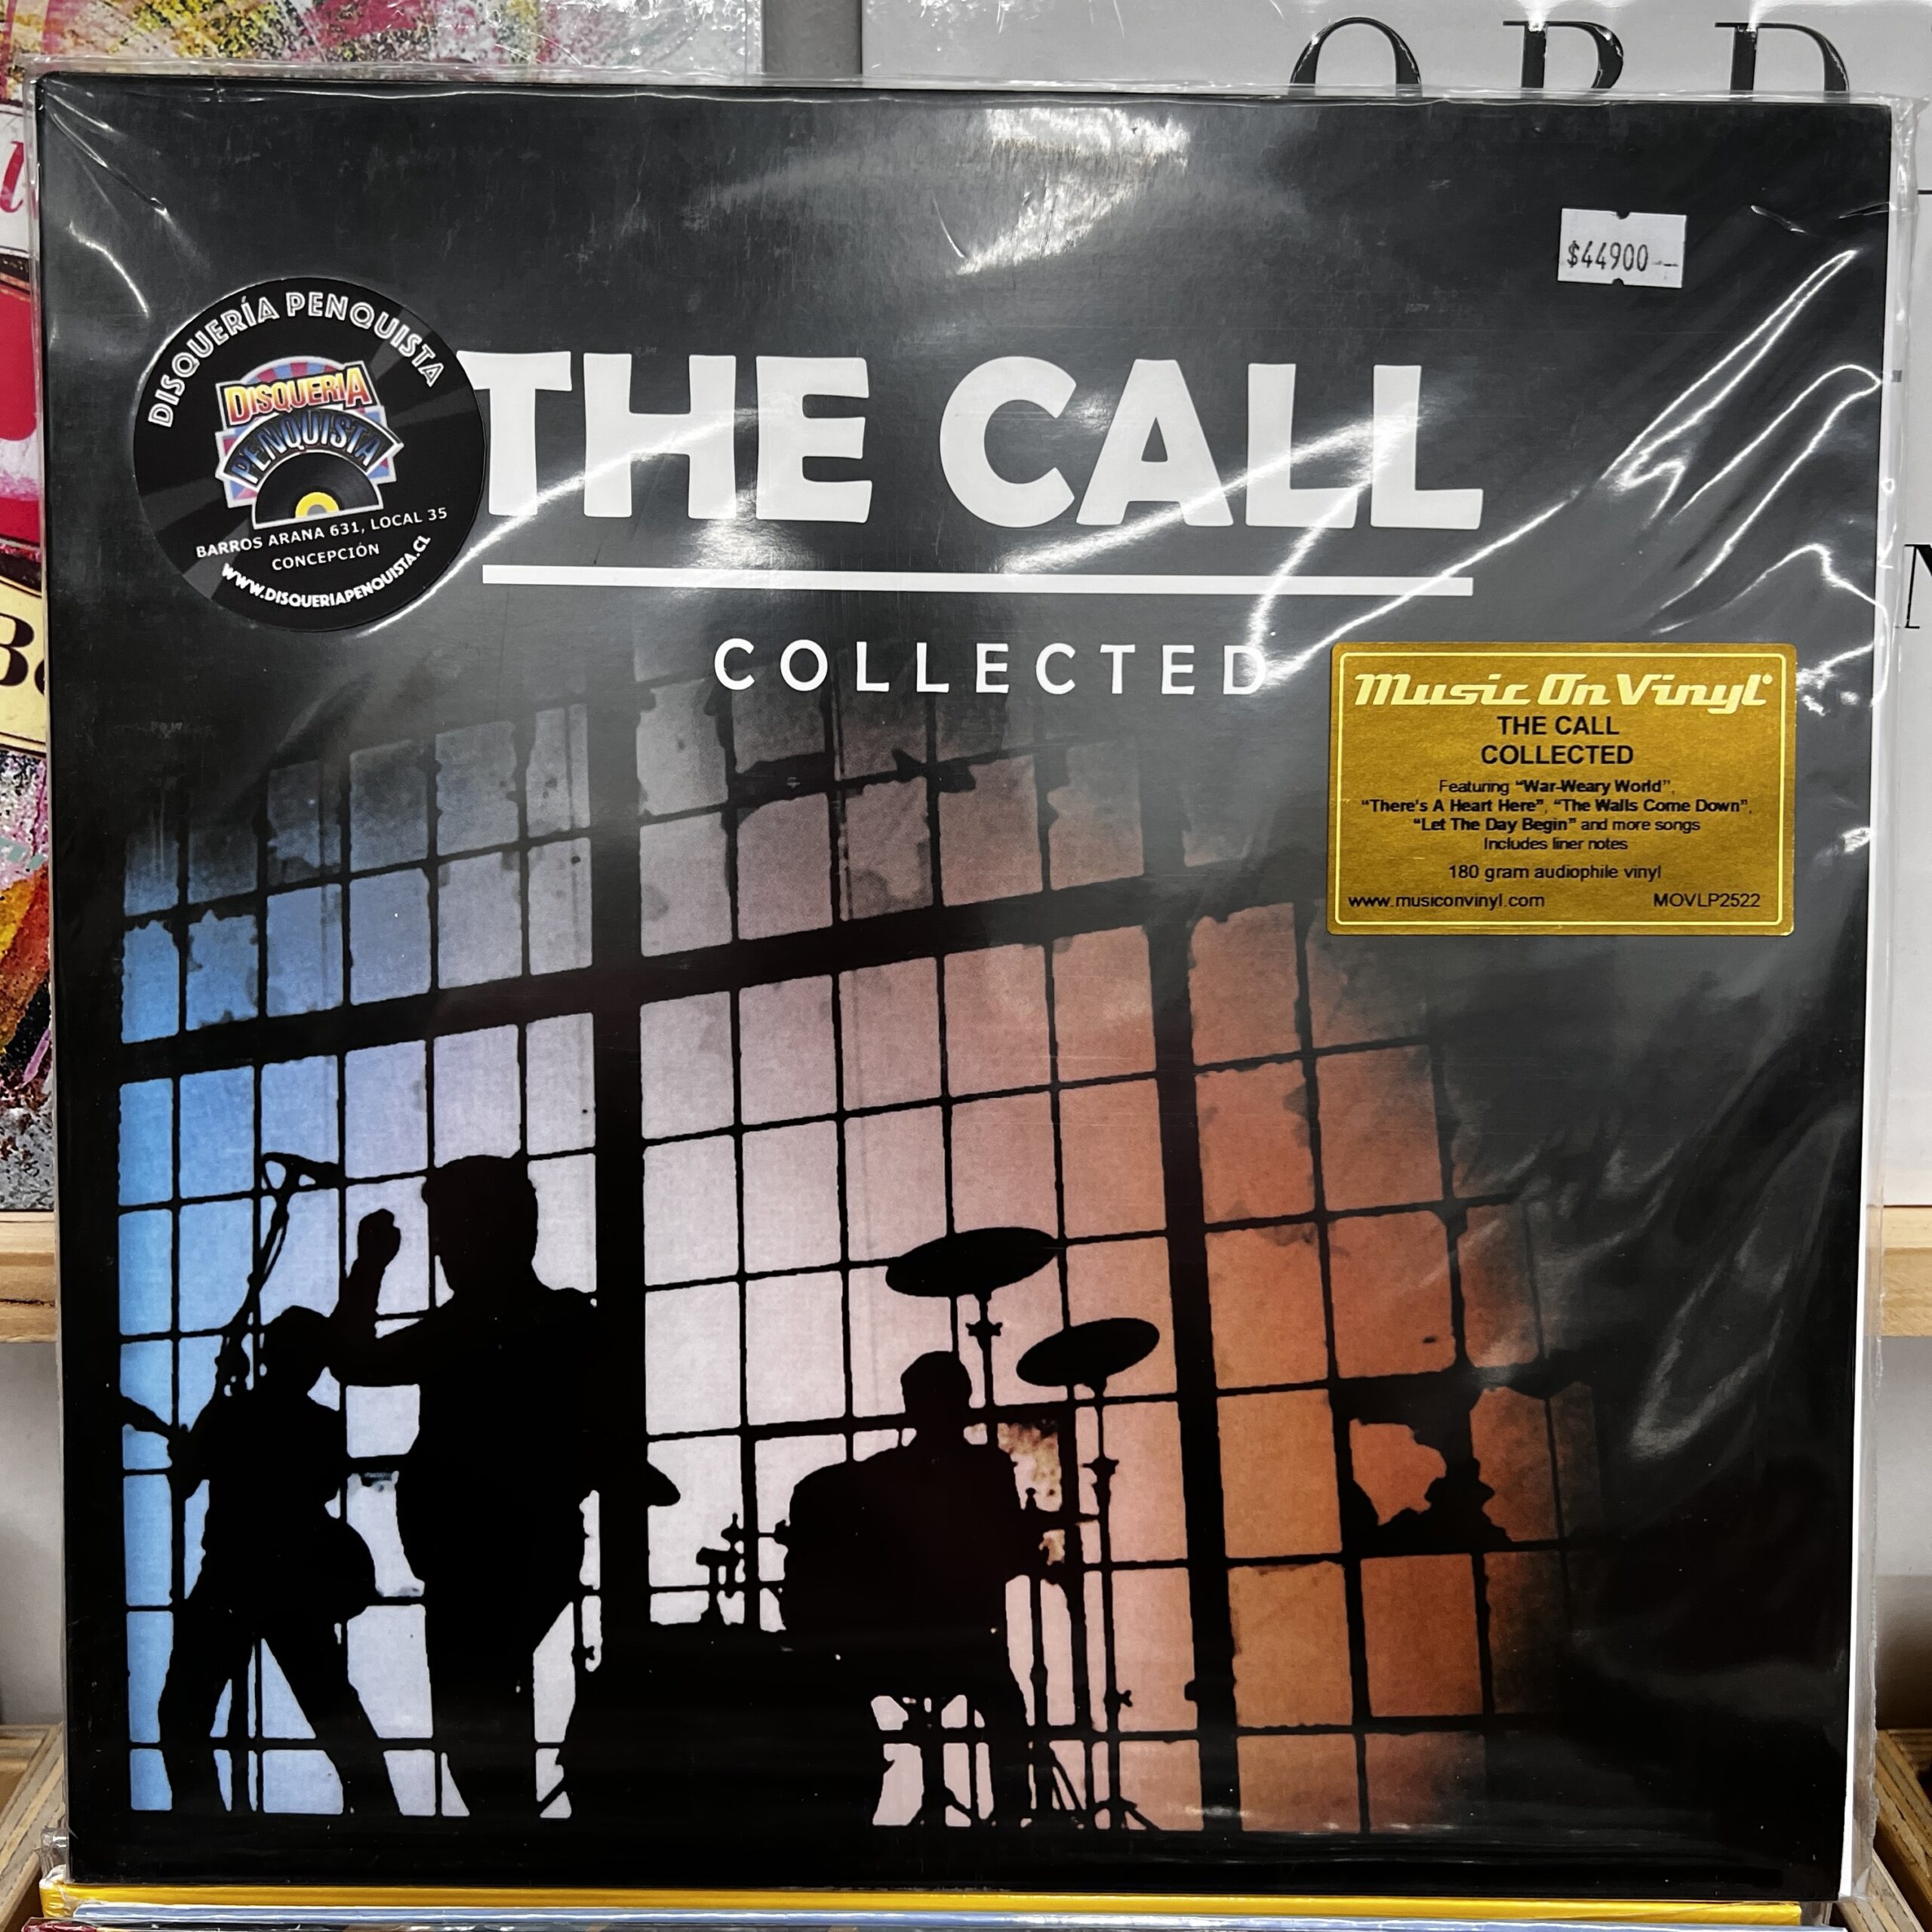 $44900
DISQUERÍA PENQUISTA
DISQUERIA
PENQUISTA
BARROS ARANA 631, LOCAL 35
CONCEPCIÓN
WWW.DISQUERIAPENQUISTA.CL
THE CALL
COLLECTED
Music On Vinyl
THE CALL
COLLECTED
Featuring “War-Weary World”,
“There's A Heart Here”, “The Walls Come Down”,
“Let The Day Begin” and more songs
Includes liner notes
180 gram audiophile vinyl
www.musiconvinyl.com MOVLP2522